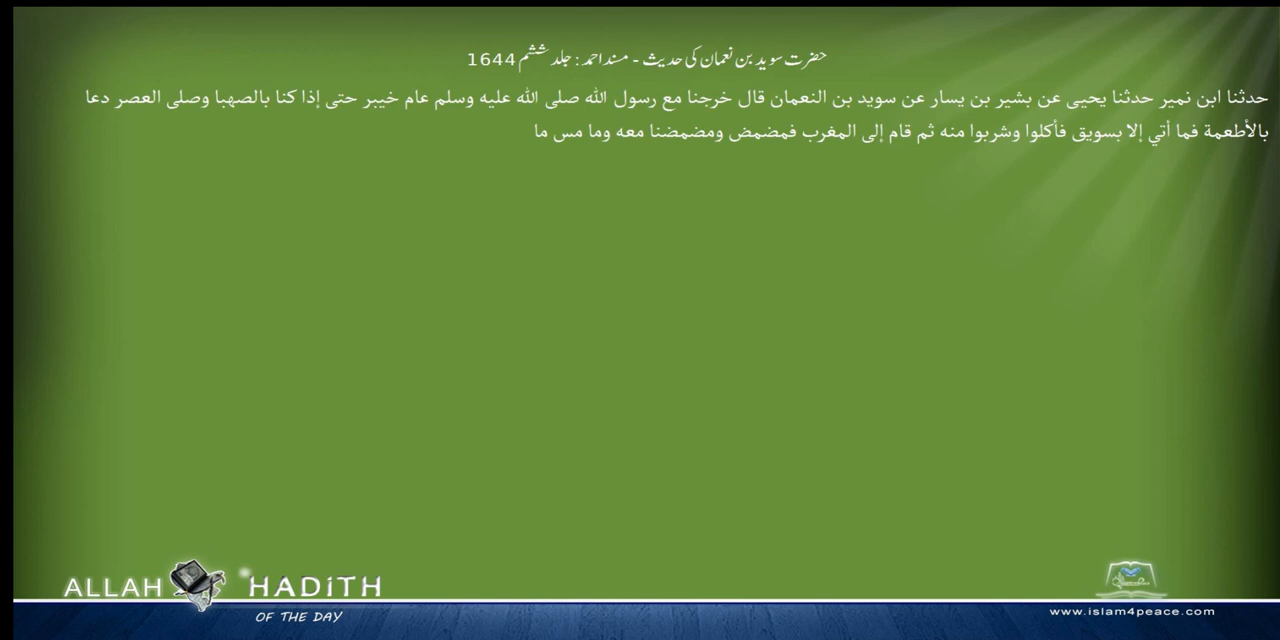 حضرت سوید بن نعمان کی حدیث - مسند احمد : جلد ششم 1644
حدثنا ابن نمير حدثنا يحيى عن بشير بن يسار عن سويد بن النعمان قال خرجنا مع رسول الله صلى الله عليه وسلم عام خيبر حتى إذا كنا بالصهبا وصلى العصر دعا
بالأطعمة فما أتي إلا بسويق فأكلوا وشربوا منه ثم قام إلى المغرب فمضمض ومضمضنا معه وما مس ما
ALLAH HADITH
OF THE DAY
www.islam4peace.com